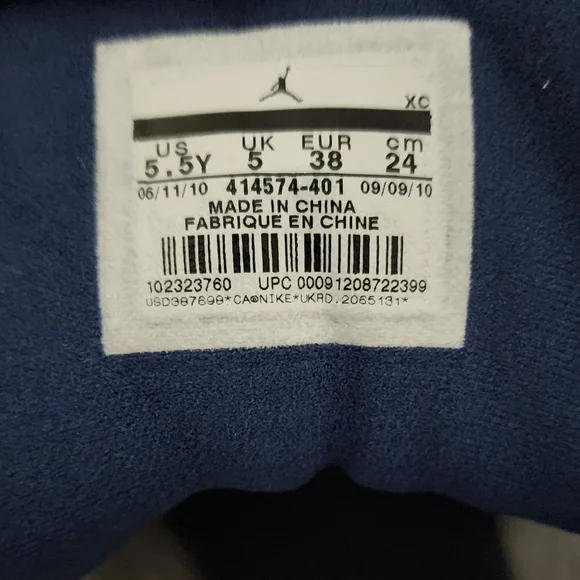 XC
US UK EUR cm
5.5Y 5 38 24
06/11/10 414574-401 09/09/10
MADE IN CHINA
FABRIQUE EN CHINE
102323760 UPC 00091208722399
USD387899*CA@NIKE*UKRD.2065131*